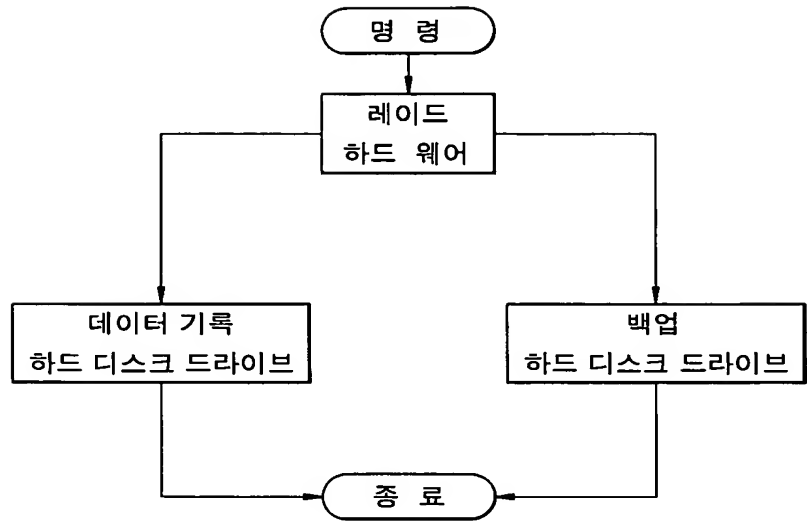 명 령
레이드
하드 웨어
데이터 기록
하드 디스크 드라이브
백업
하드 디스크 드라이브
종 료